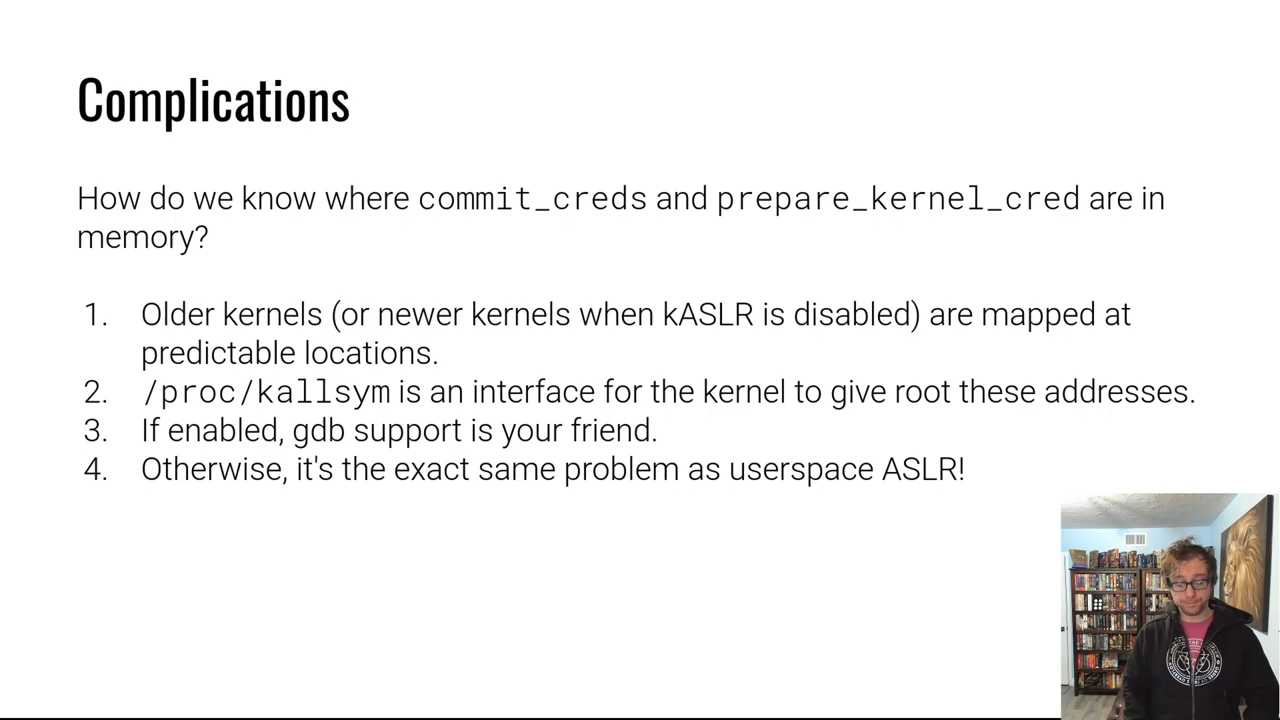 Complications
How do we know where commit_creds and prepare_kernel_cred are in
memory?
1. Older kernels (or newer kernels when kASLR is disabled) are mapped at
predictable locations.
2. /proc/kallsym is an interface for the kernel to give root these addresses.
3. If enabled, gdb support is your friend.
4. Otherwise, it's the exact same problem as userspace ASLR!